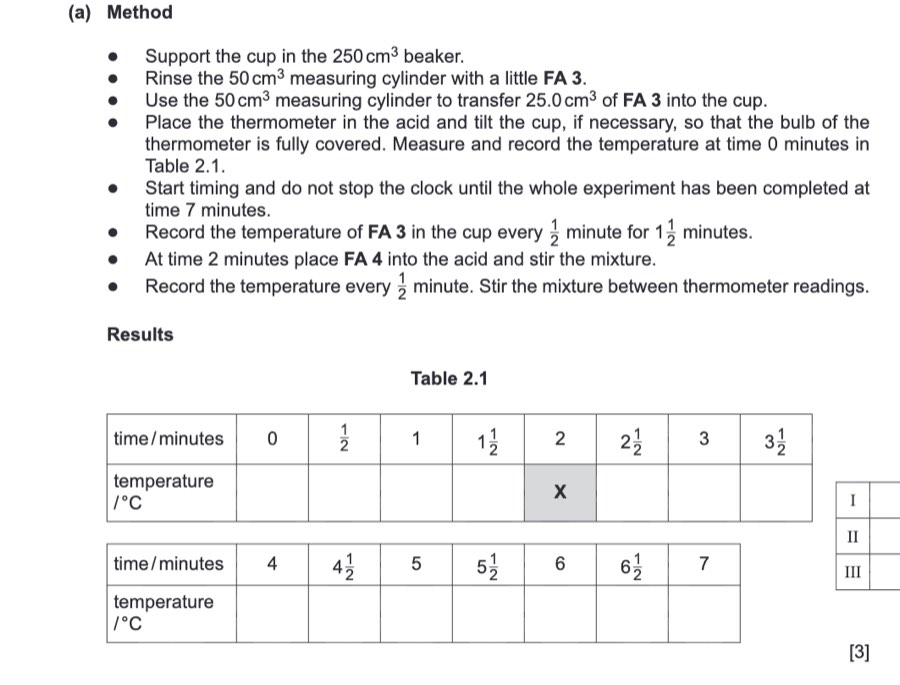 (a) Method
• Support the cup in the 250 cm³ beaker.
• Rinse the 50 cm³ measuring cylinder with a little FA 3.
• Use the 50 cm³ measuring cylinder to transfer 25.0 cm³ of FA 3 into the cup.
• Place the thermometer in the acid and tilt the cup, if necessary, so that the bulb of the
thermometer is fully covered. Measure and record the temperature at time 0 minutes in
Table 2.1.
• Start timing and do not stop the clock until the whole experiment has been completed at
time 7 minutes.
• Record the temperature of FA 3 in the cup every ½ minute for 1½ minutes.
• At time 2 minutes place FA 4 into the acid and stir the mixture.
• Record the temperature every ½ minute. Stir the mixture between thermometer readings.
Results
Table 2.1
time / minutes 0 ½ 1 1½ 2 2½ 3 3½
temperature
/ °C
X
time / minutes 4 4½ 5 5½ 6 6½ 7
temperature
/ °C
I
II
III
[3]